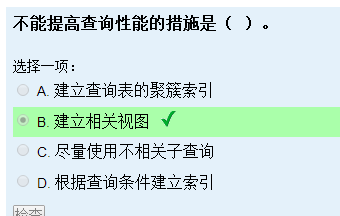 不能提高查询性能的措施是（ ）。
选择一项：
A. 建立查询表的聚簇索引
B. 建立相关视图
C. 尽量使用不相关子查询
D. 根据查询条件建立索引
检查